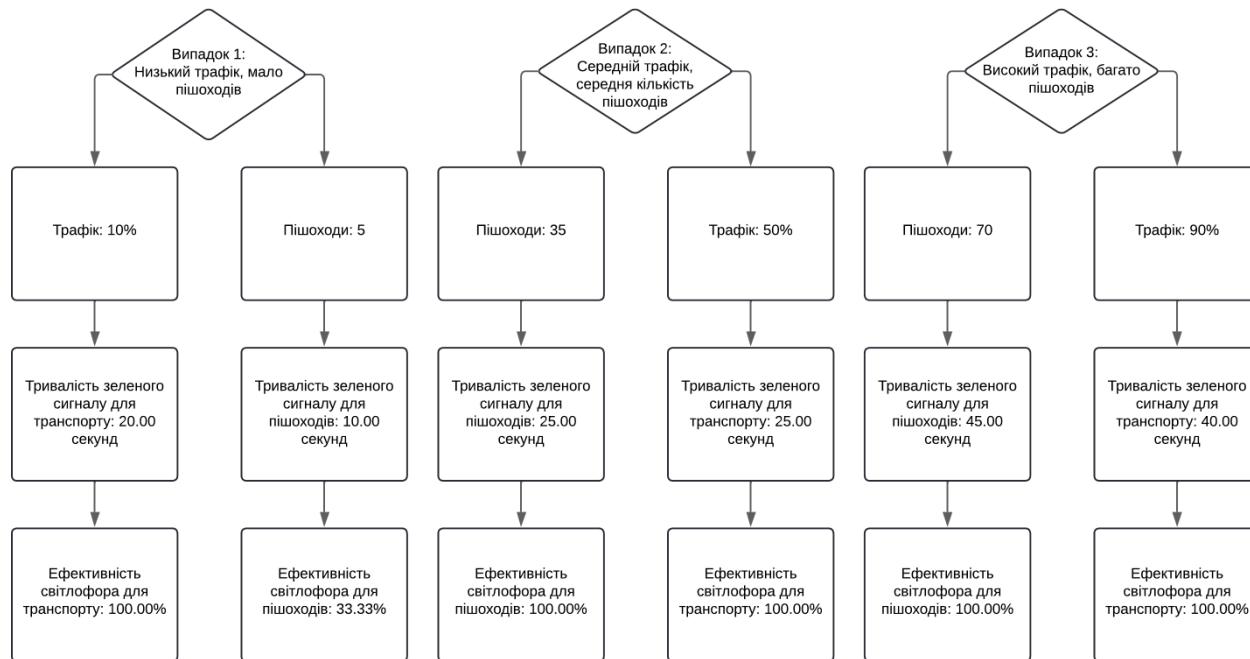 Випадок 1:
Низький трафік, мало
пішоходів
Випадок 2:
Середній трафік,
середня кількість
пішоходів
Випадок 3:
Високий трафік, багато
пішоходів
Трафік: 10%
Пішоходи: 5
Пішоходи: 35
Трафік: 50%
Пішоходи: 70
Трафік: 90%
Тривалість зеленого
сигналу для
транспорту: 20.00
секунд
Тривалість зеленого
сигналу для
пішоходів: 10.00
секунд
Тривалість зеленого
сигналу для
пішоходів: 25.00
секунд
Тривалість зеленого
сигналу для
транспорту: 25.00
секунд
Тривалість зеленого
сигналу для
пішоходів: 45.00
секунд
Тривалість зеленого
сигналу для
транспорту: 40.00
секунд
Ефективність
світлофора для
транспорту: 100.00%
Ефективність
світлофора для
пішоходів: 33.33%
Ефективність
світлофора для
пішоходів: 100.00%
Ефективність
світлофора для
транспорту: 100.00%
Ефективність
світлофора для
пішоходів: 100.00%
Ефективність
світлофора для
транспорту: 100.00%